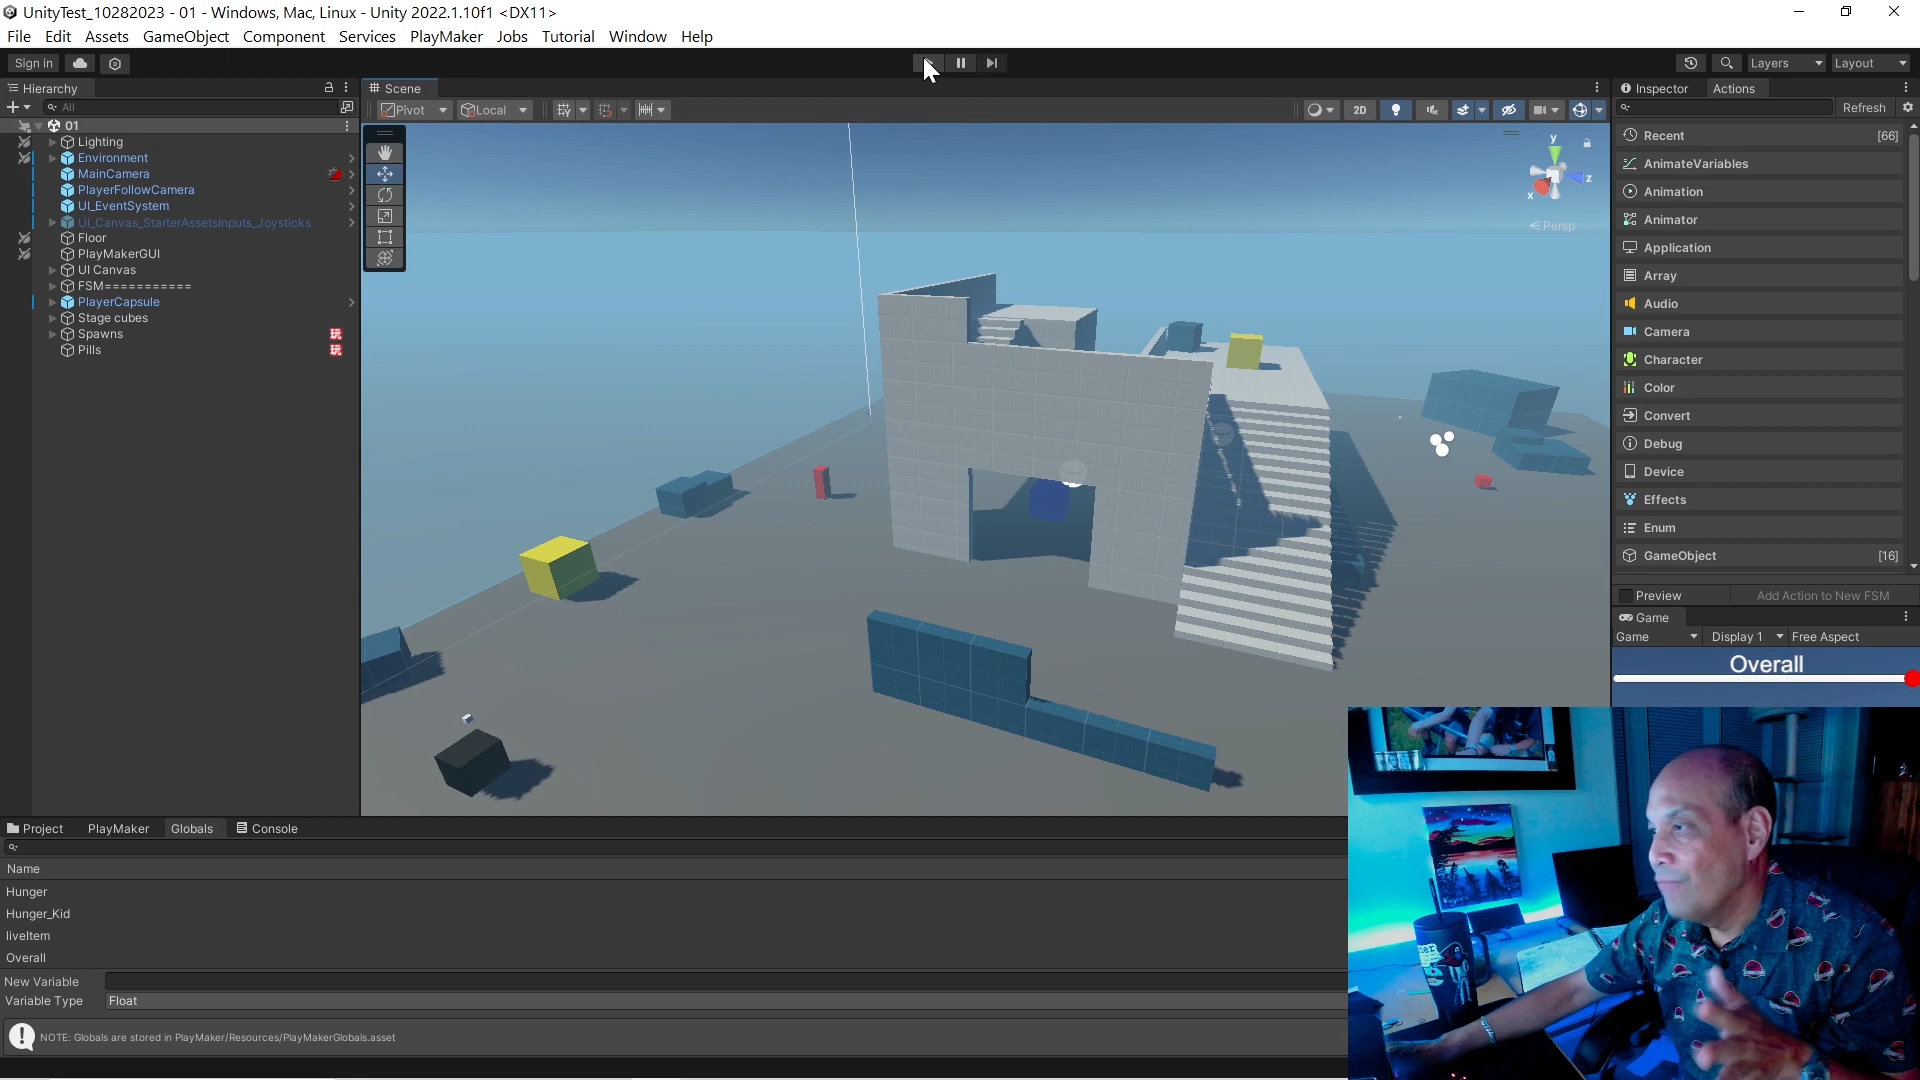 UnityTest_10282023 - 01 - Windows, Mac, Linux - Unity 2022.1.10f1 <DX11>
File Edit Assets GameObject Component Services PlayMaker Jobs Tutorial Window Help
Sign in
Layers
Layout
Hierarchy
All
01
Lighting
Environment
MainCamera
PlayerFollowCamera
UI_EventSystem
UI_Canvas_StarterAssetsInputs_Joysticks
Floor
PlayMakerGUI
UI Canvas
FSM===========
PlayerCapsule
Stage cubes
Spawns 玩
Pills 玩
Scene
Pivot Local
2D
y
z
x
Persp
Inspector Actions
Refresh
Recent [66]
AnimateVariables
Animation
Animator
Application
Array
Audio
Camera
Character
Color
Convert
Debug
Device
Effects
Enum
GameObject [16]
Preview Add Action to New FSM
Game
Game Display 1 Free Aspect
Overall
Project PlayMaker Globals Console
Name
Hunger
Hunger_Kid
liveItem
Overall
New Variable
Variable Type Float
NOTE: Globals are stored in PlayMaker/Resources/PlayMakerGlobals.asset